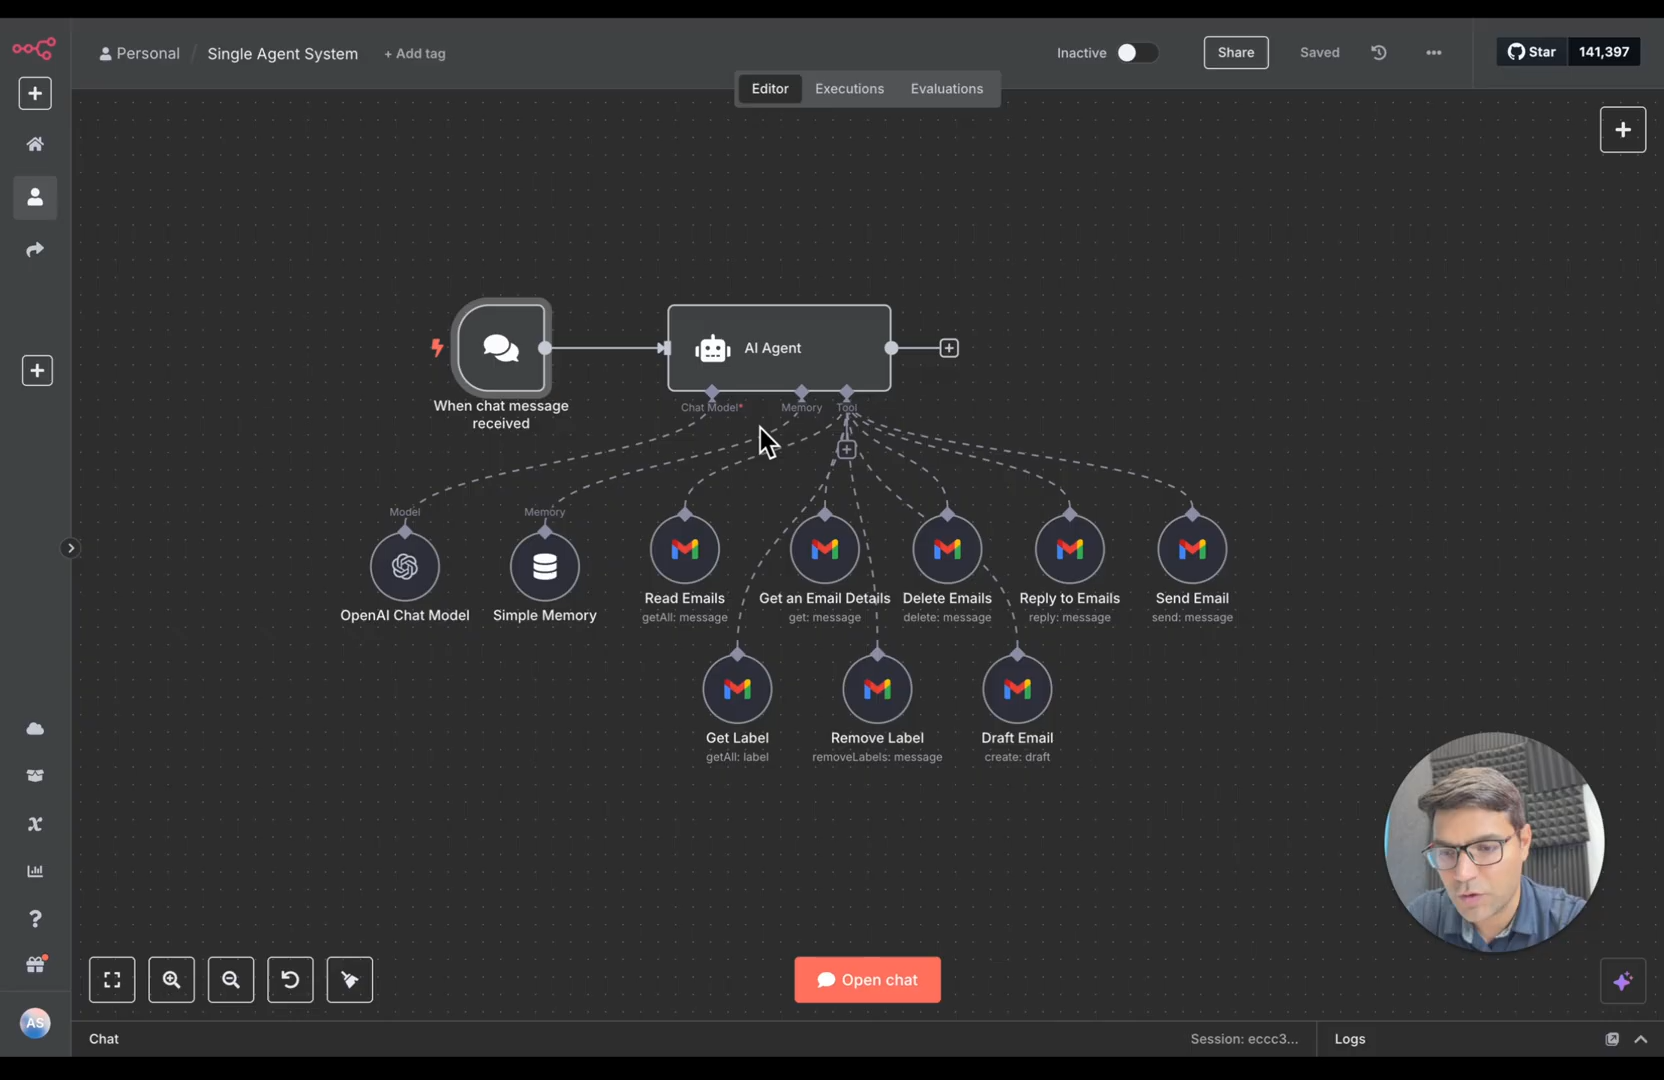 Personal / Single Agent System + Add tag
Inactive
Share
Saved
Star 141,397
Editor Executions Evaluations
AI Agent
When chat message
received
Chat Model* Memory Tool
Model Memory
OpenAI Chat Model
Simple Memory
Read Emails
getAll: message
Get an Email Details
get: message
Delete Emails
delete: message
Reply to Emails
reply: message
Send Email
send: message
Get Label
getAll: label
Remove Label
removeLabels: message
Draft Email
create: draft
Open chat
AS
Chat
Session: eccc3...
Logs